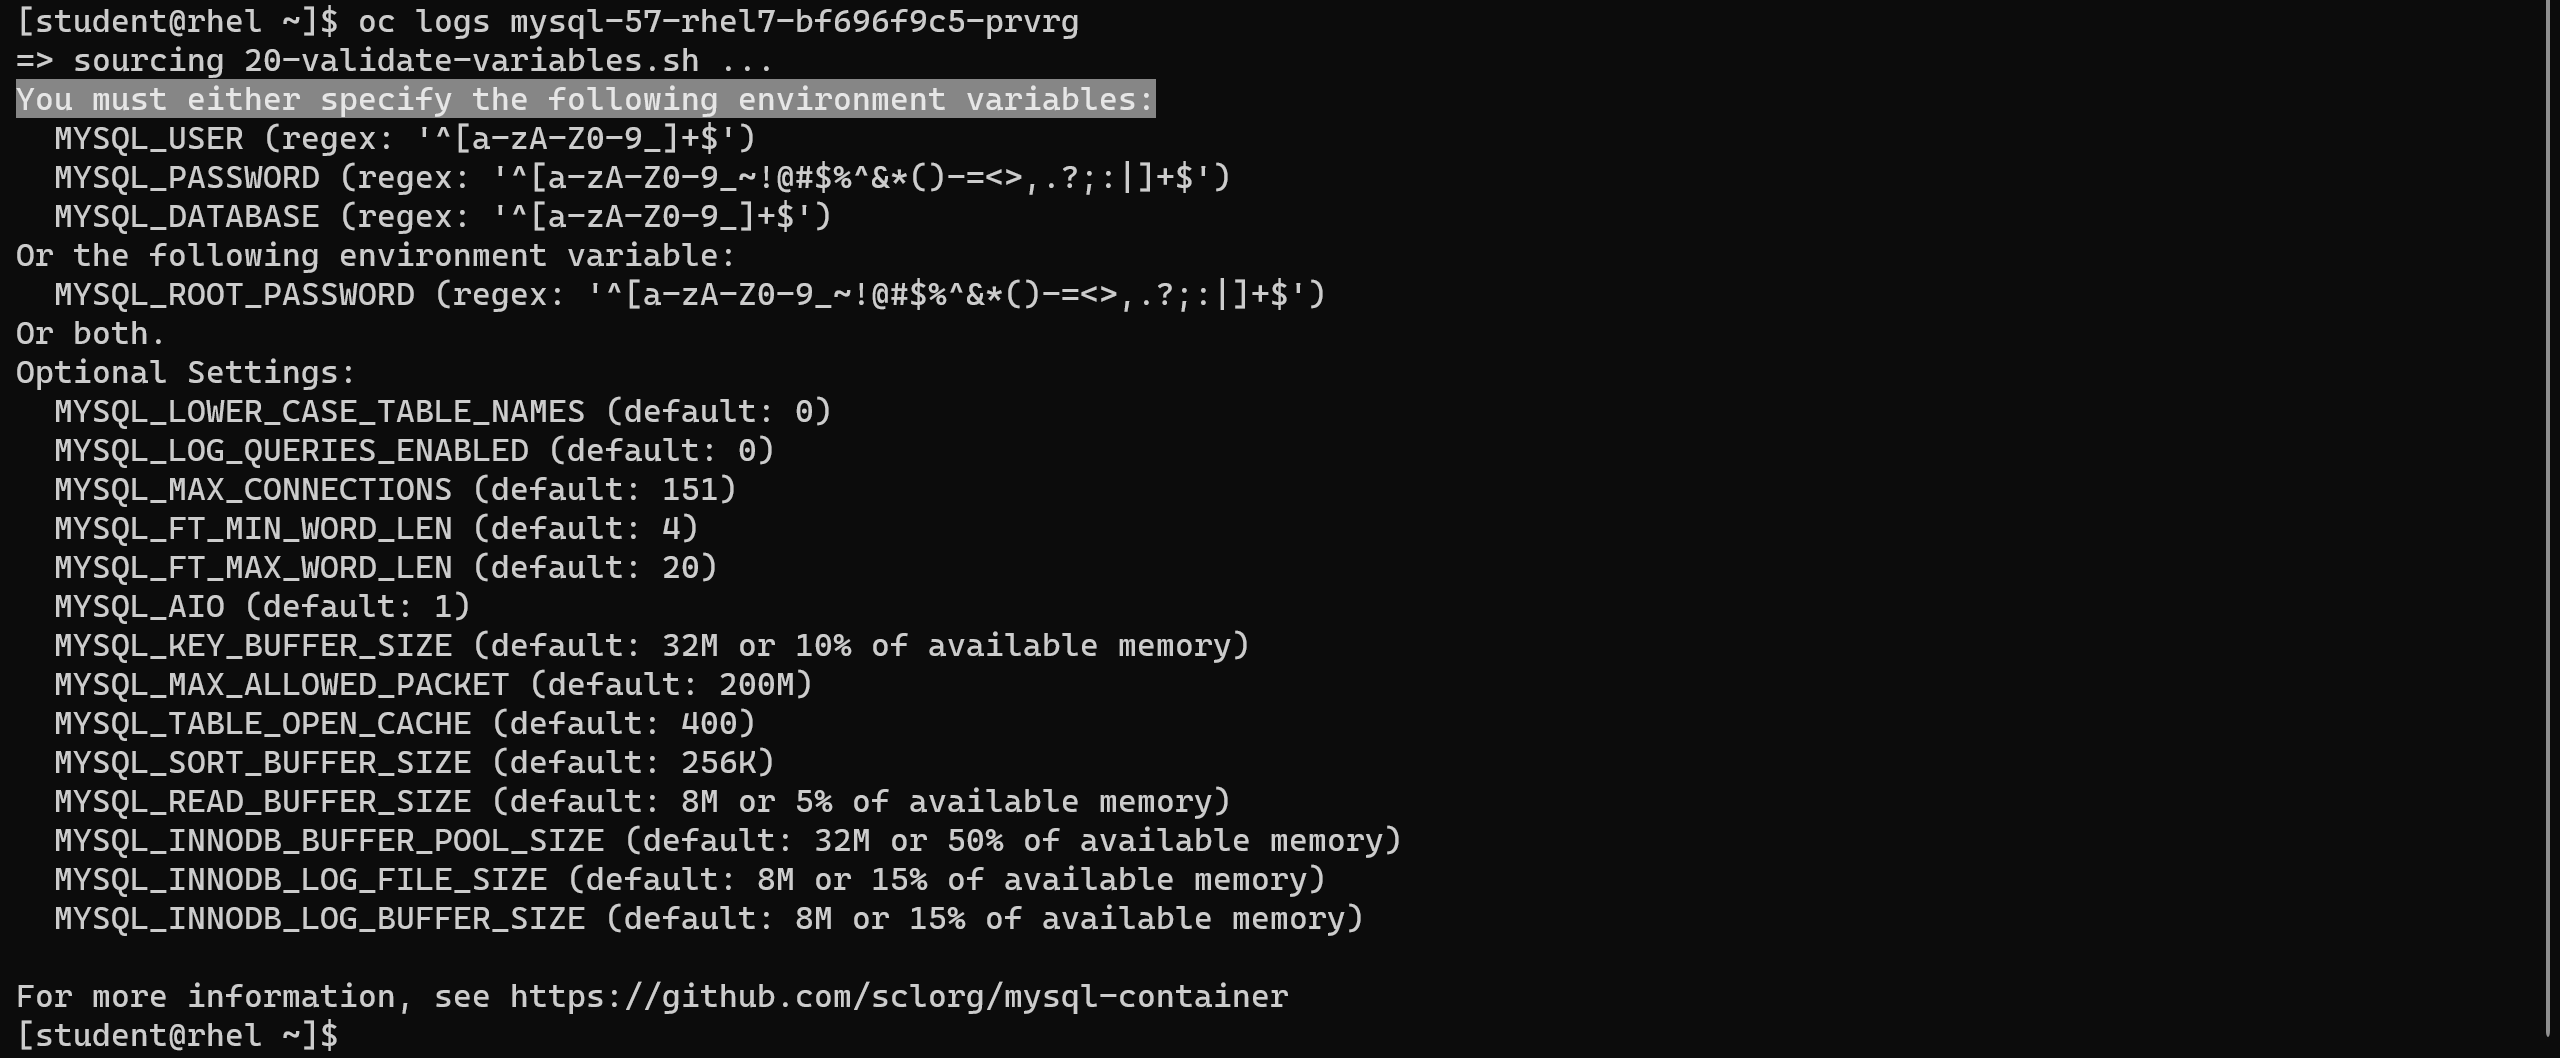 [student@rhel ~]$ oc logs mysql-57-rhel7-bf696f9c5-prvrg
=> sourcing 20-validate-variables.sh ...
You must either specify the following environment variables:
  MYSQL_USER (regex: '^[a-zA-Z0-9_]+$')
  MYSQL_PASSWORD (regex: '^[a-zA-Z0-9_~!@#$%^&*()-=<>,.?;:|]+$')
  MYSQL_DATABASE (regex: '^[a-zA-Z0-9_]+$')
Or the following environment variable:
  MYSQL_ROOT_PASSWORD (regex: '^[a-zA-Z0-9_~!@#$%^&*()-=<>,.?;:|]+$')
Or both.
Optional Settings:
  MYSQL_LOWER_CASE_TABLE_NAMES (default: 0)
  MYSQL_LOG_QUERIES_ENABLED (default: 0)
  MYSQL_MAX_CONNECTIONS (default: 151)
  MYSQL_FT_MIN_WORD_LEN (default: 4)
  MYSQL_FT_MAX_WORD_LEN (default: 20)
  MYSQL_AIO (default: 1)
  MYSQL_KEY_BUFFER_SIZE (default: 32M or 10% of available memory)
  MYSQL_MAX_ALLOWED_PACKET (default: 200M)
  MYSQL_TABLE_OPEN_CACHE (default: 400)
  MYSQL_SORT_BUFFER_SIZE (default: 256K)
  MYSQL_READ_BUFFER_SIZE (default: 8M or 5% of available memory)
  MYSQL_INNODB_BUFFER_POOL_SIZE (default: 32M or 50% of available memory)
  MYSQL_INNODB_LOG_FILE_SIZE (default: 8M or 15% of available memory)
  MYSQL_INNODB_LOG_BUFFER_SIZE (default: 8M or 15% of available memory)

For more information, see https://github.com/sclorg/mysql-container
[student@rhel ~]$